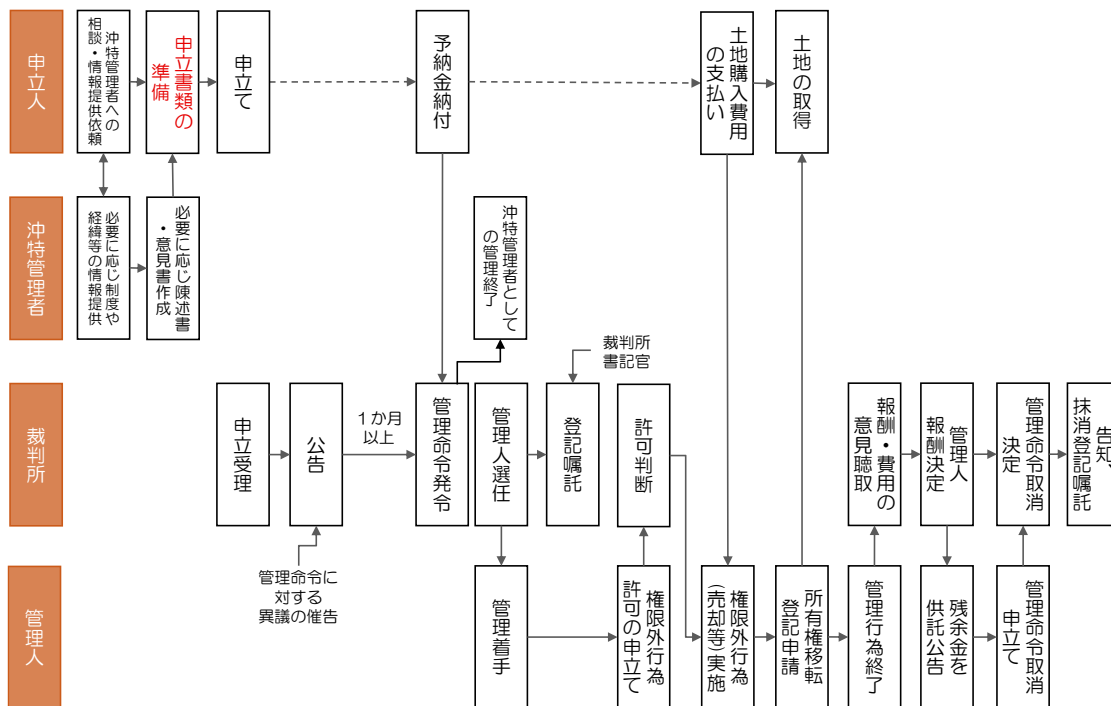 申立人
沖特管理者への
相談・情報提供依頼
申立書類の
準備
申立て
予納金納付
土地購入費用
の支払い
土地の取得
沖特管理者
必要に応じ制度や
経緯等の情報提供
必要に応じ陳述書
・意見書作成
沖特管理者として
の管理終了
裁判所
申立受理
公告
1か月
以上
管理命令発令
管理人選任
登記嘱託
裁判所
書記官
許可判断
報酬・費用の
意見聴取
管理人
報酬決定
管理命令取消
決定
告知、
抹消登記嘱託
管理命令に
対する
異議の催告
管理人
管理着手
権限外行為
許可の申立て
権限外行為
(売却等)実施
所有権移転
登記申請
管理行為終了
残余金を
供託公告
管理命令取消
申立て